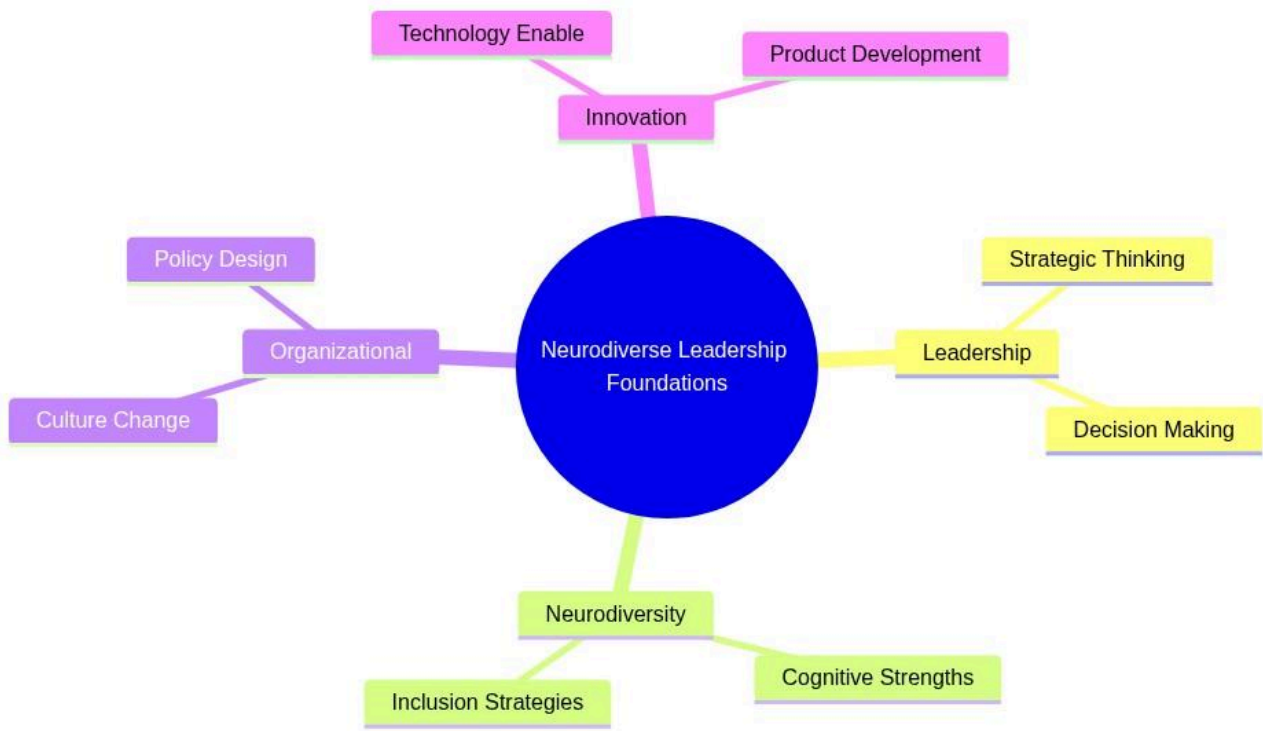 Technology Enable
Product Development
Innovation
Policy Design
Strategic Thinking
Organizational
Neurodiverse Leadership
Foundations
Leadership
Culture Change
Decision Making
Neurodiversity
Cognitive Strengths
Inclusion Strategies